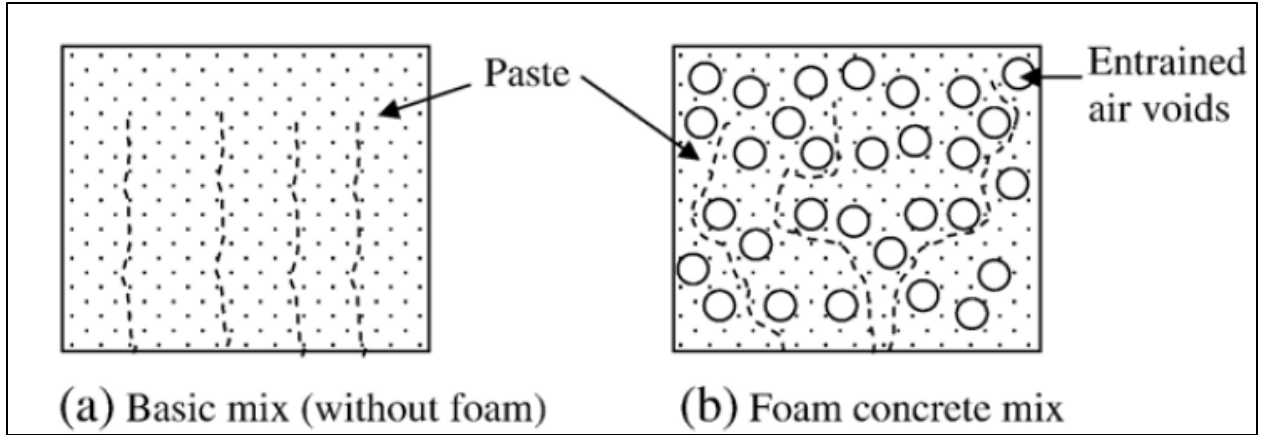 Paste
Entrained
air voids
(a) Basic mix (without foam)
(b) Foam concrete mix